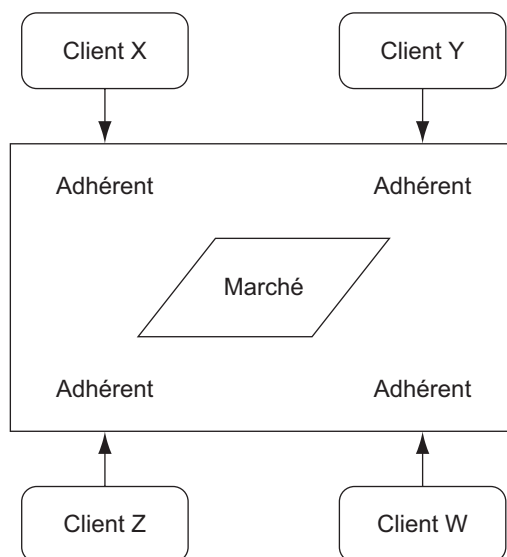 Client X
Client Y
Adhérent
Adhérent
Marché
Adhérent
Adhérent
Client Z
Client W